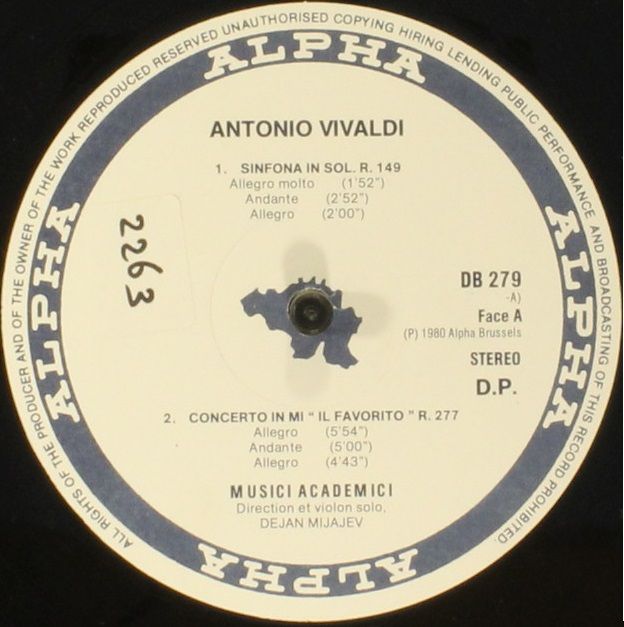 ALL RIGHTS OF THE PRODUCER AND OF THE OWNER OF THE WORK REPRODUCED RESERVED UNAUTHORISED COPYING HIRING LENDING PUBLIC PERFORMANCE AND BROADCASTING OF THIS RECORD PROHIBITED.
ALPHA
ALPHA
ALPHA
ALPHA
ALPHA
ANTONIO VIVALDI
1. SINFONA IN SOL. R. 149
Allegro molto (1'52")
Andante (2'52")
Allegro (2'00")
2263
DB 279
-A)
Face A
(P) 1980 Alpha Brussels
STEREO
D.P.
2. CONCERTO IN MI " IL FAVORITO " R. 277
Allegro (5'54")
Andante (5'00")
Allegro (4'43")
MUSICI ACADEMICI
Direction et violon solo,
DEJAN MIJAJEV